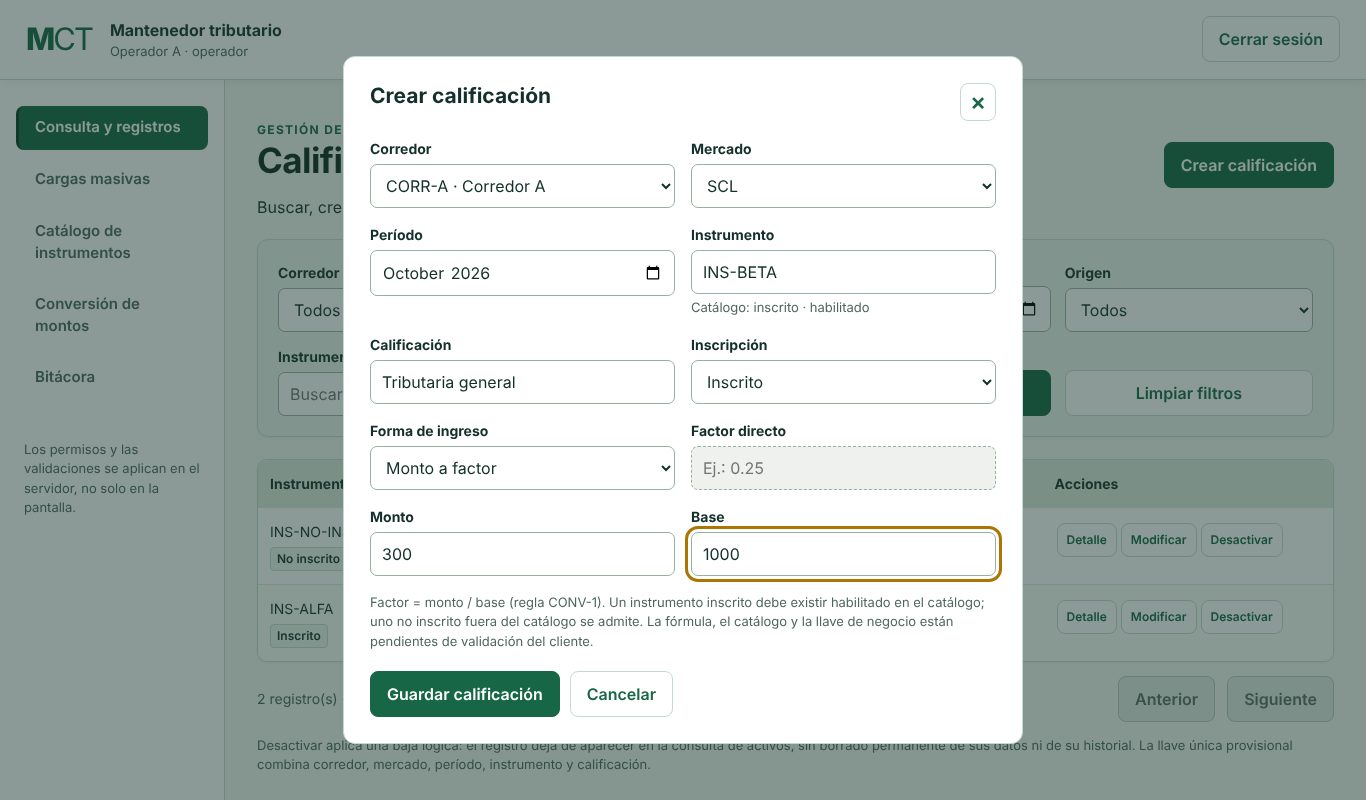 MCT
Mantenedor tributario
Operador A · operador
Cerrar sesión
Consulta y registros
Cargas masivas
Catálogo de
instrumentos
Conversión de
montos
Bitácora
Los permisos y las
validaciones se aplican en el
servidor, no solo en la
pantalla.
GESTIÓN DE
Califi
Buscar, cre
Crear calificación
Corredor
Todos
Origen
Todos
Instrumen
Buscar
Limpiar filtros
Instrument
Acciones
INS-NO-IN
No inscrito
Detalle
Modificar
Desactivar
INS-ALFA
Inscrito
Detalle
Modificar
Desactivar
2 registro(s)
Anterior
Siguiente
Desactivar aplica una baja lógica: el registro deja de aparecer en la consulta de activos, sin borrado permanente de sus datos ni de su historial. La llave única provisional
combina corredor, mercado, período, instrumento y calificación.
Crear calificación
Corredor
Mercado
CORR-A · Corredor A
SCL
Período
Instrumento
October 2026
INS-BETA
Catálogo: inscrito · habilitado
Calificación
Inscripción
Tributaria general
Inscrito
Forma de ingreso
Factor directo
Monto a factor
Ej.: 0.25
Monto
Base
300
1000
Factor = monto / base (regla CONV-1). Un instrumento inscrito debe existir habilitado en el catálogo;
uno no inscrito fuera del catálogo se admite. La fórmula, el catálogo y la llave de negocio están
pendientes de validación del cliente.
Guardar calificación
Cancelar